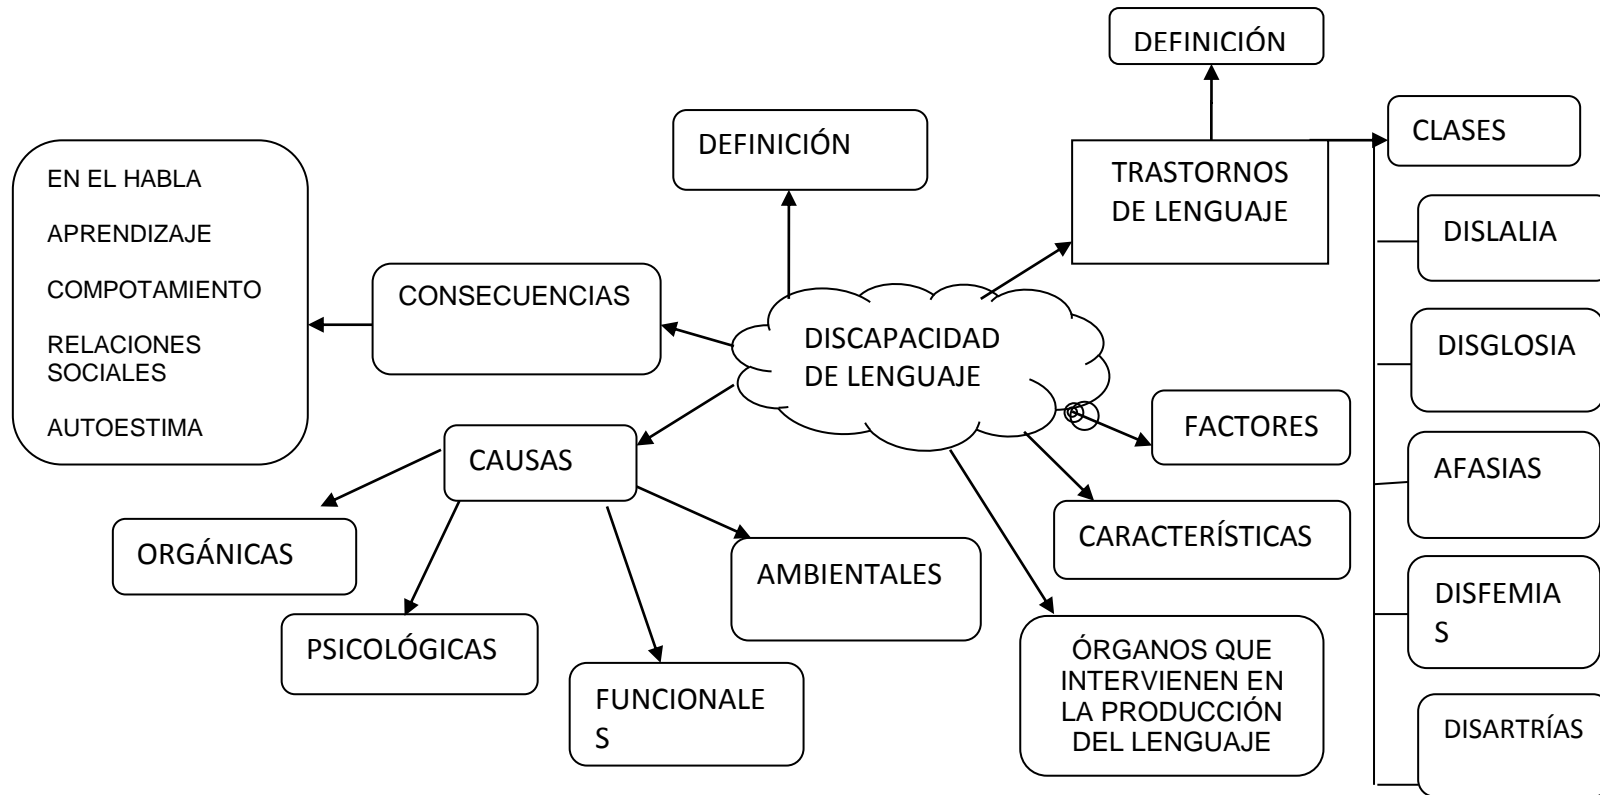 DEFINICIÓN
CLASES
DEFINICIÓN
TRASTORNOS
DE LENGUAJE
EN EL HABLA
APRENDIZAJE
COMPOTAMIENTO
RELACIONES
SOCIALES
AUTOESTIMA
CONSECUENCIAS
DISCAPACIDAD
DE LENGUAJE
DISLALIA
DISGLOSIA
FACTORES
CAUSAS
AFASIAS
ORGÁNICAS
AMBIENTALES
CARACTERÍSTICAS
DISFEMIA
S
PSICOLÓGICAS
FUNCIONALE
S
ÓRGANOS QUE
INTERVIENEN EN
LA PRODUCCIÓN
DEL LENGUAJE
DISARTRÍAS